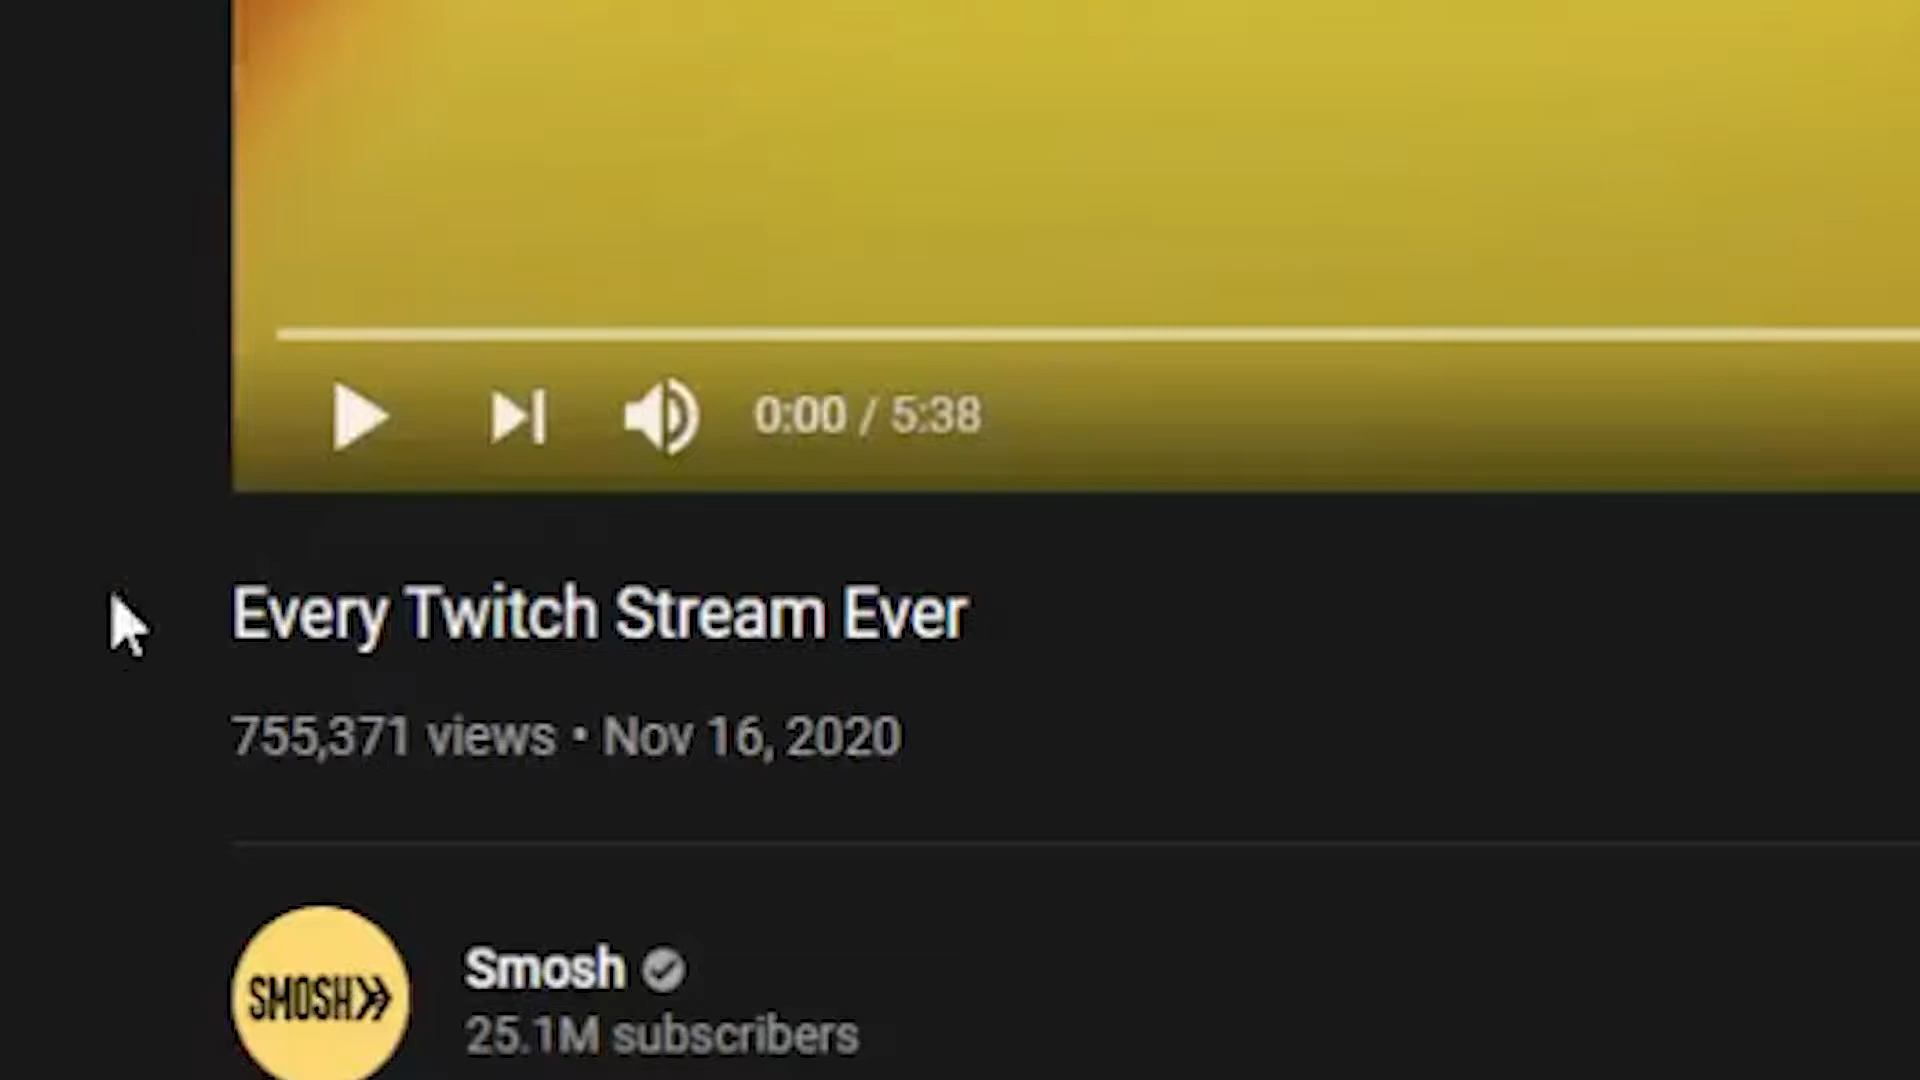 0:00 / 5:38
Every Twitch Stream Ever
755,371 views • Nov 16, 2020
SMOSH
Smosh
25.1M subscribers